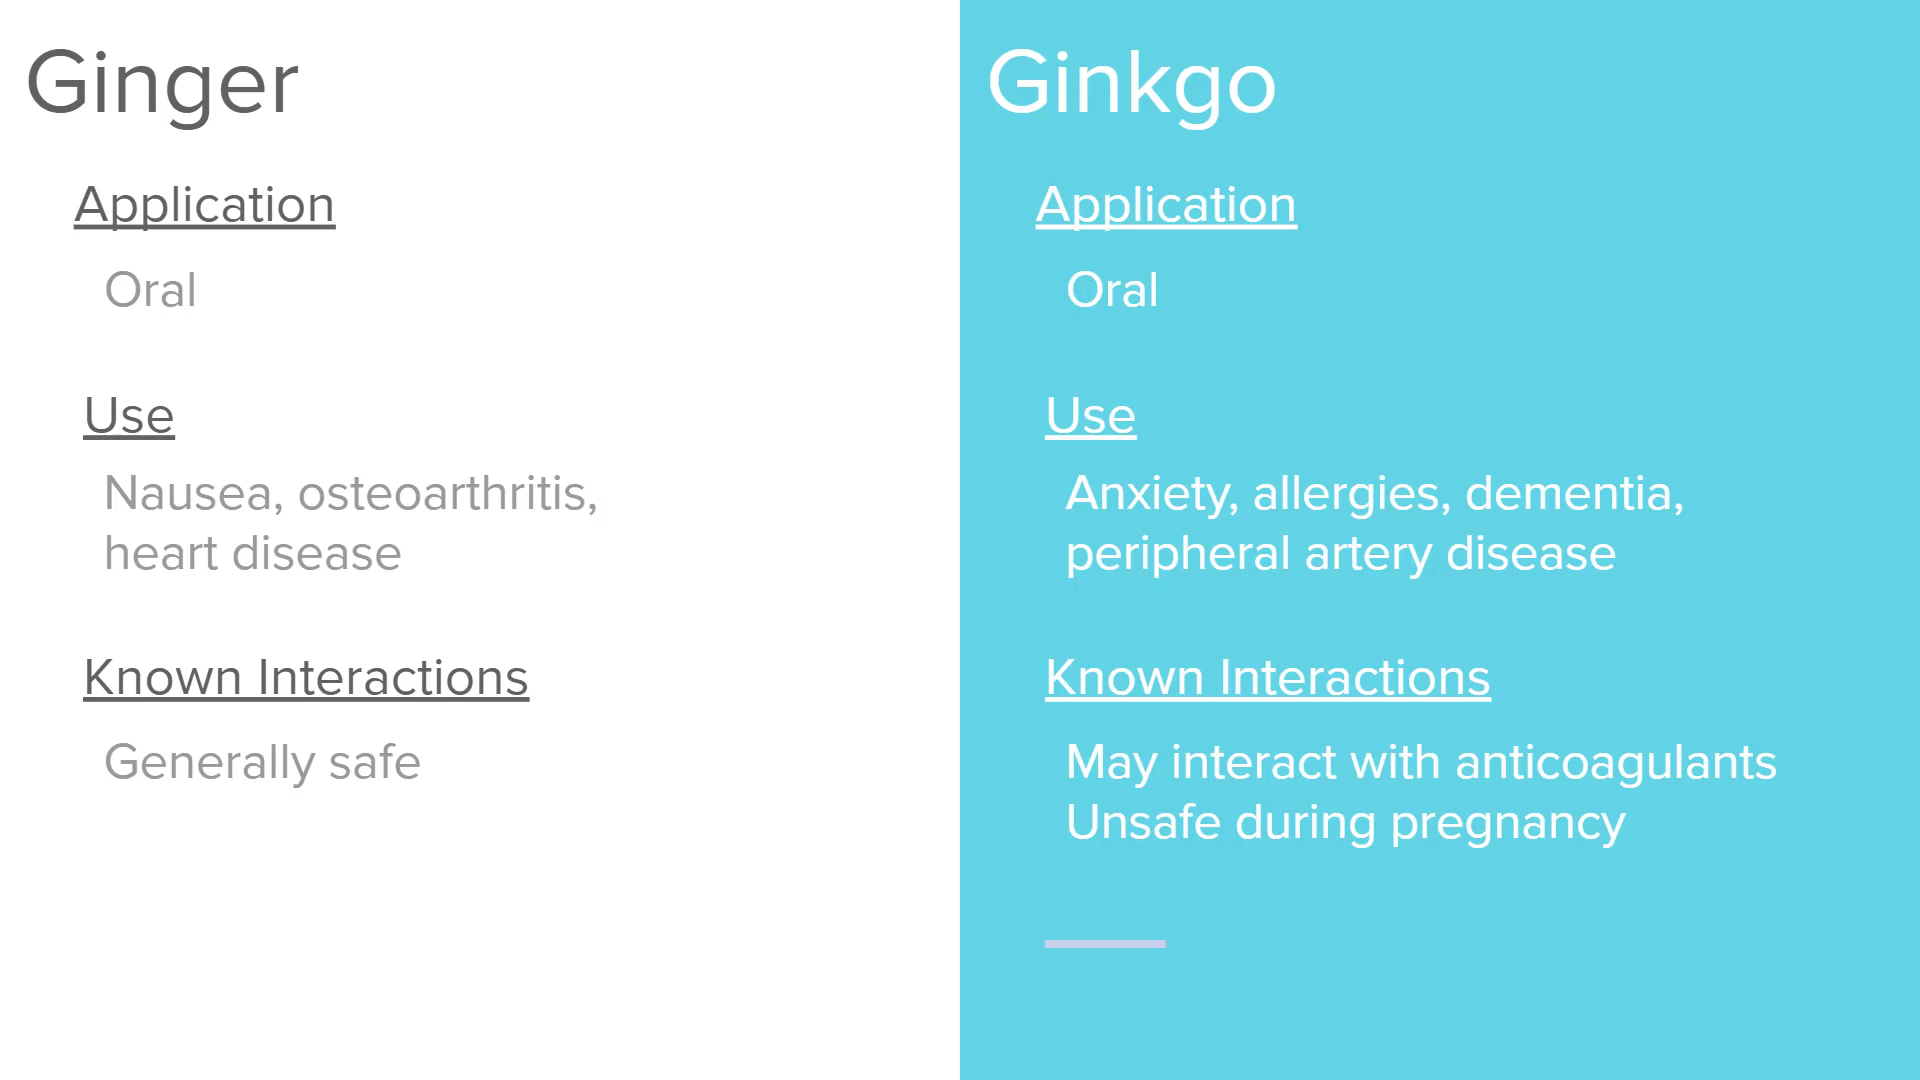 Ginger
Application
Oral
Use
Nausea, osteoarthritis,
heart disease
Known Interactions
Generally safe
Ginkgo
Application
Oral
Use
Anxiety, allergies, dementia,
peripheral artery disease
Known Interactions
May interact with anticoagulants
Unsafe during pregnancy